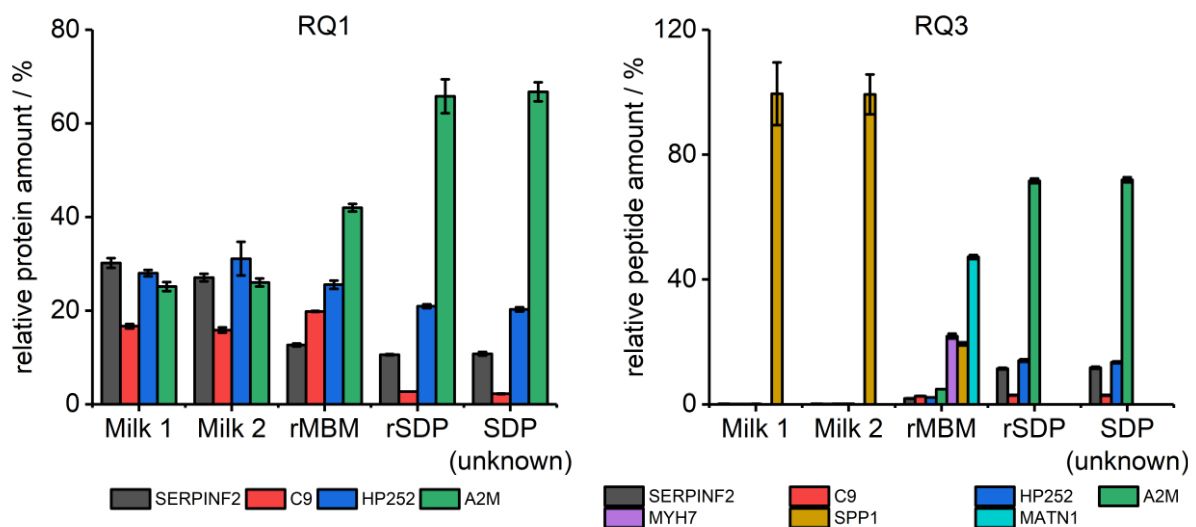 RQ1
relative protein amount / %
80
60
40
20
0
Milk 1 Milk 2 rMBM rSDP SDP
(unknown)
SERPINF2 C9 HP252 A2M
RQ3
relative peptide amount / %
120
80
40
0
Milk 1 Milk 2 rMBM rSDP SDP
(unknown)
SERPINF2 C9 HP252 A2M
MYH7 SPP1 MATN1